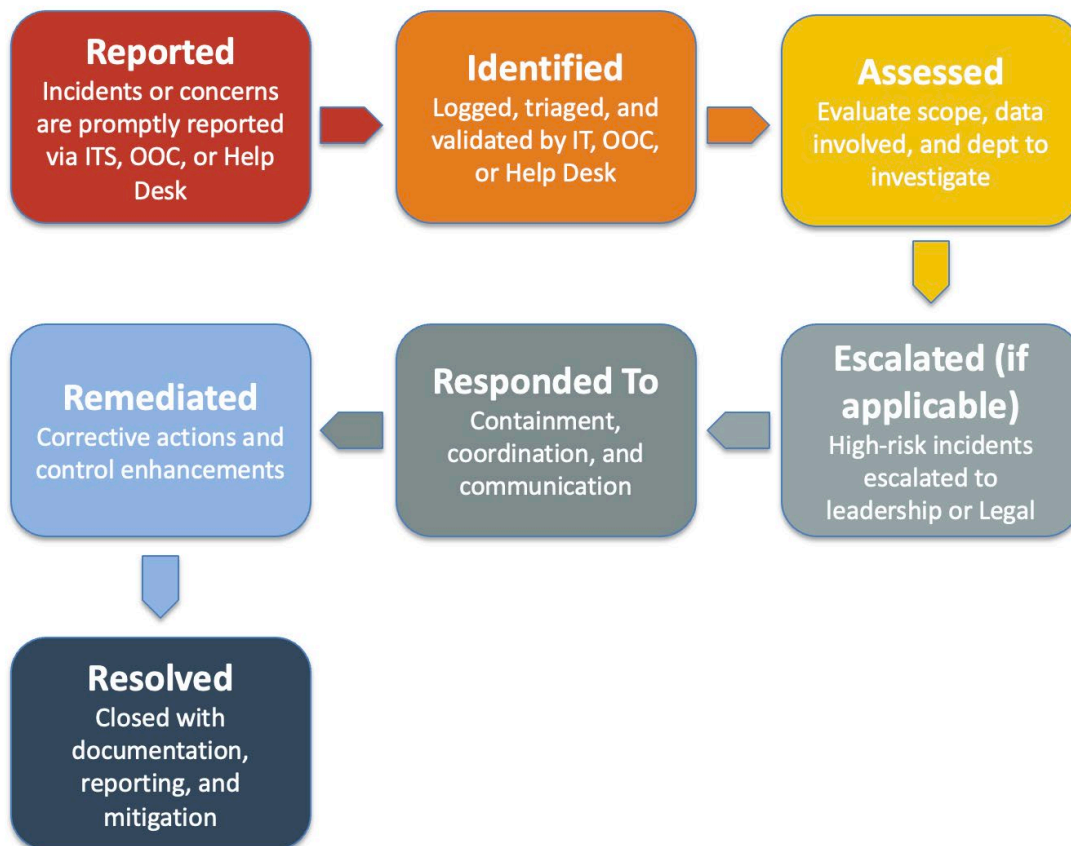 Reported
Incidents or concerns
are promptly reported
via ITS, OOC, or Help
Desk
Identified
Logged, triaged, and
validated by IT, OOC,
or Help Desk
Assessed
Evaluate scope, data
involved, and dept to
investigate
Escalated (if
applicable)
High-risk incidents
escalated to
leadership or Legal
Responded To
Containment,
coordination, and
communication
Remediated
Corrective actions and
control enhancements
Resolved
Closed with
documentation,
reporting, and
mitigation